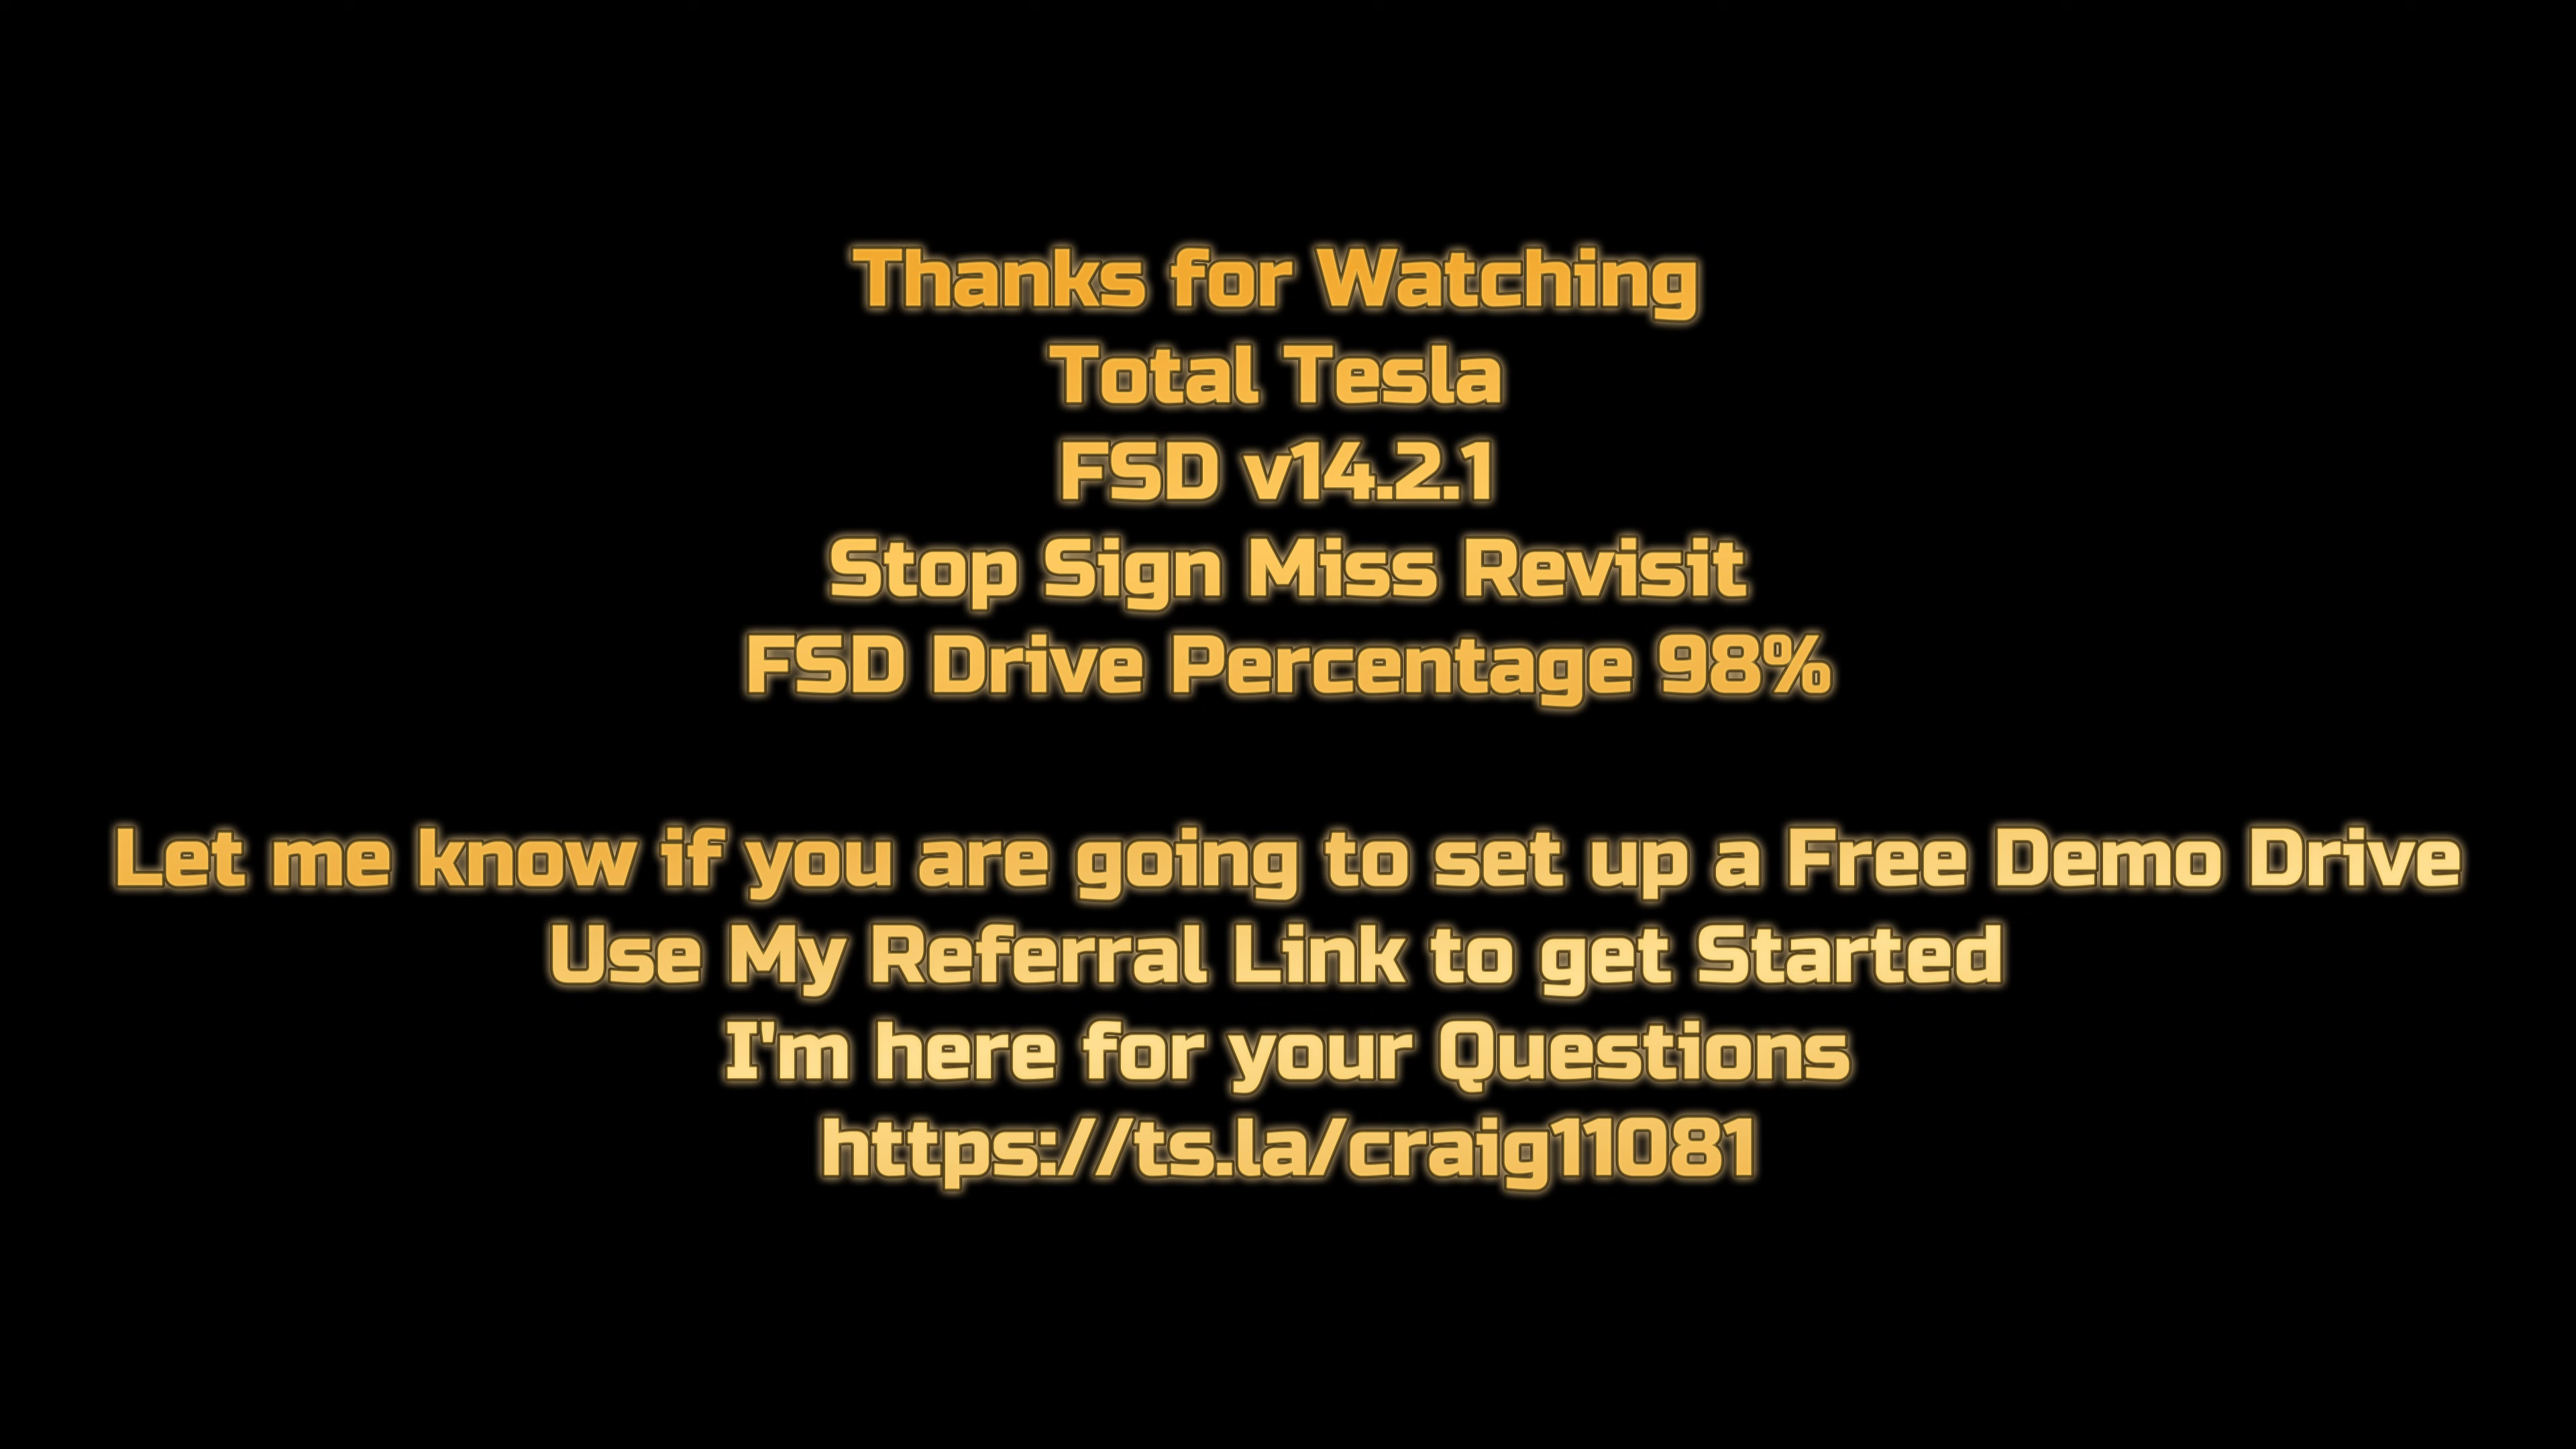 Thanks for Watching
Total Tesla
FSD v14.2.1
Stop Sign Miss Revisit
FSD Drive Percentage 98%
Let me know if you are going to set up a Free Demo Drive
Use My Referral Link to get Started
I'm here for your Questions
https://ts.la/craig11081